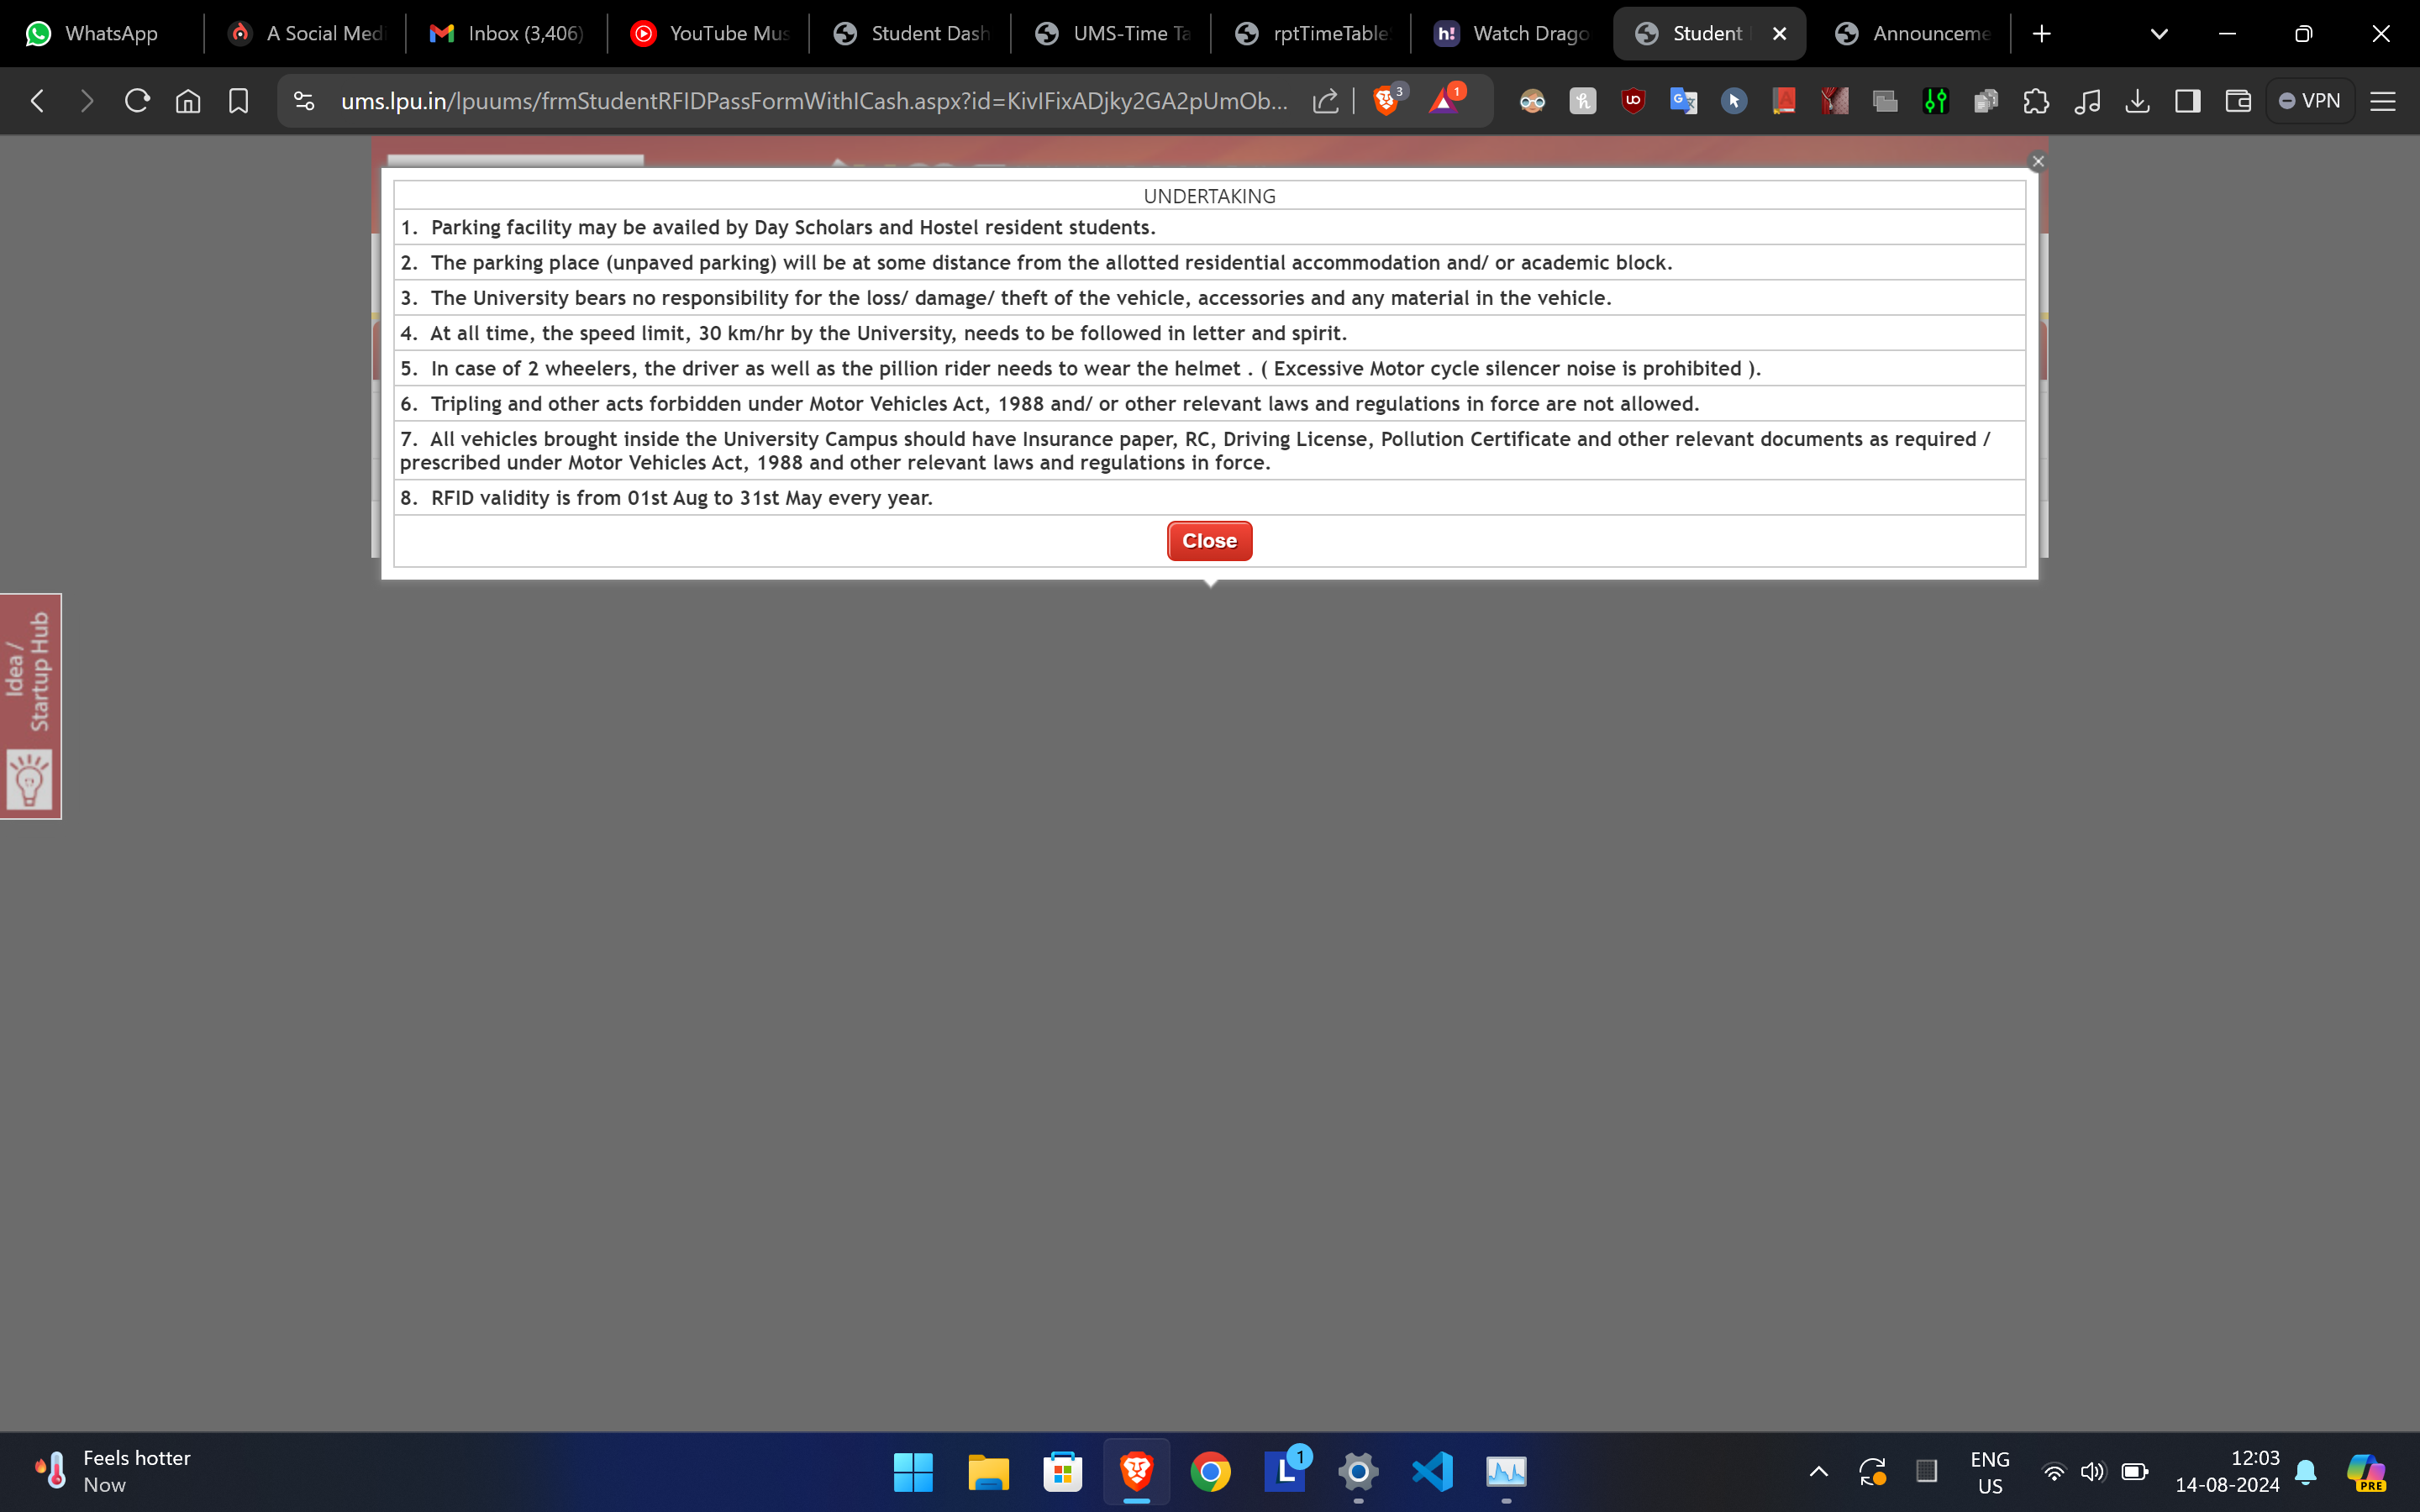 WhatsApp
A Social Medi
Inbox (3,406)
YouTube Mus
Student Dash
UMS-Time Ta
rptTimeTable
Watch Drago
Student
Announceme
ums.lpu.in/lpuums/frmStudentRFIDPassFormWithICash.aspx?id=KivIFixADjky2GA2pUmOb...
3
1
VPN
UNDERTAKING
1. Parking facility may be availed by Day Scholars and Hostel resident students.
2. The parking place (unpaved parking) will be at some distance from the allotted residential accommodation and/ or academic block.
3. The University bears no responsibility for the loss/ damage/ theft of the vehicle, accessories and any material in the vehicle.
4. At all time, the speed limit, 30 km/hr by the University, needs to be followed in letter and spirit.
5. In case of 2 wheelers, the driver as well as the pillion rider needs to wear the helmet . ( Excessive Motor cycle silencer noise is prohibited ).
6. Tripling and other acts forbidden under Motor Vehicles Act, 1988 and/ or other relevant laws and regulations in force are not allowed.
7. All vehicles brought inside the University Campus should have Insurance paper, RC, Driving License, Pollution Certificate and other relevant documents as required /
prescribed under Motor Vehicles Act, 1988 and other relevant laws and regulations in force.
8. RFID validity is from 01st Aug to 31st May every year.
Close
Idea /
Startup Hub
Feels hotter
Now
L
1
ENG
US
12:03
14-08-2024
PRE